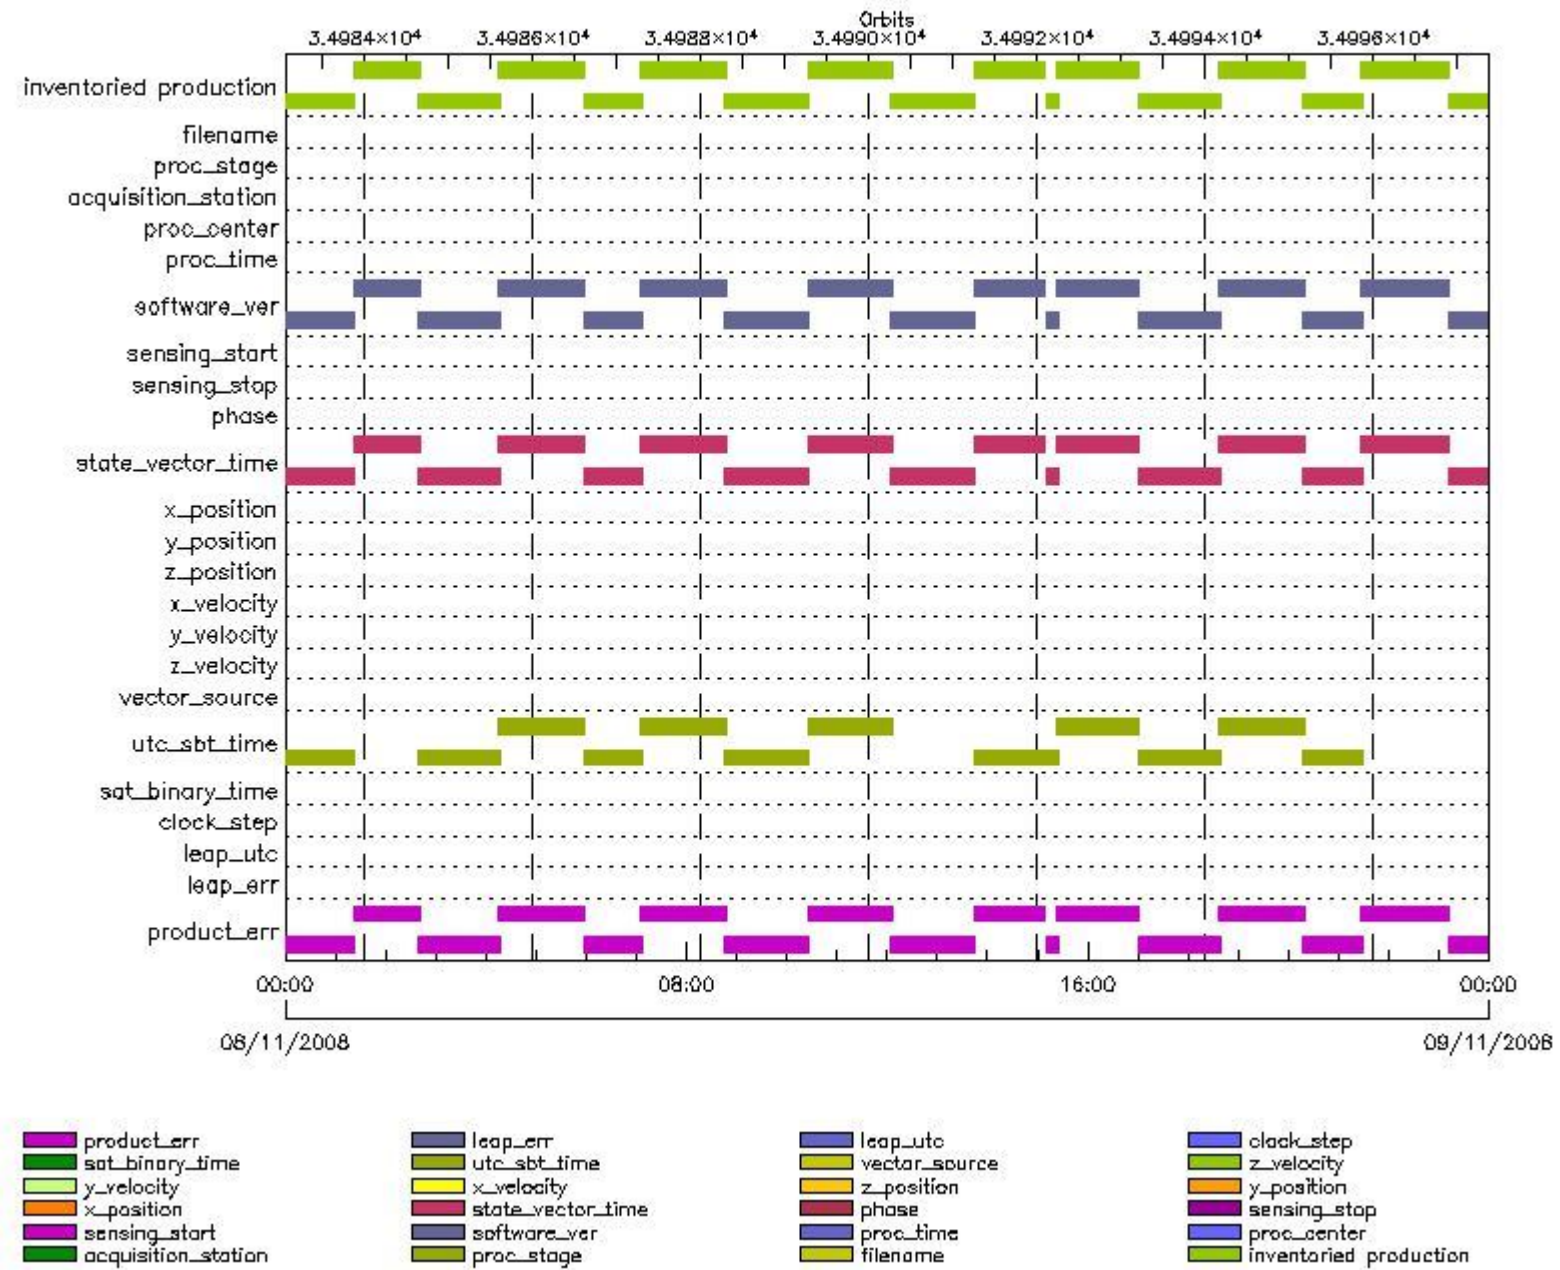 Orbits
3.4984×10⁴ 3.4986×10⁴ 3.4988×10⁴ 3.4990×10⁴ 3.4992×10⁴ 3.4994×10⁴ 3.4996×10⁴
inventoried production
filename
proc_stage
acquisition_station
proc_center
proc_time
software_ver
sensing_start
sensing_stop
phase
state_vector_time
x_position
y_position
z_position
x_velocity
y_velocity
z_velocity
vector_source
utc_sbt_time
sat_binary_time
clock_step
leap_utc
leap_err
product_err
00:00 08:00 16:00 00:00
08/11/2008 09/11/2008
product_err leap_err leap_utc clock_step
sat_binary_time utc_sbt_time vector_source z_velocity
y_velocity x_velocity z_position y_position
x_position state_vector_time phase sensing_stop
sensing_start software_ver proc_time proc_center
acquisition_station proc_stage filename inventoried production